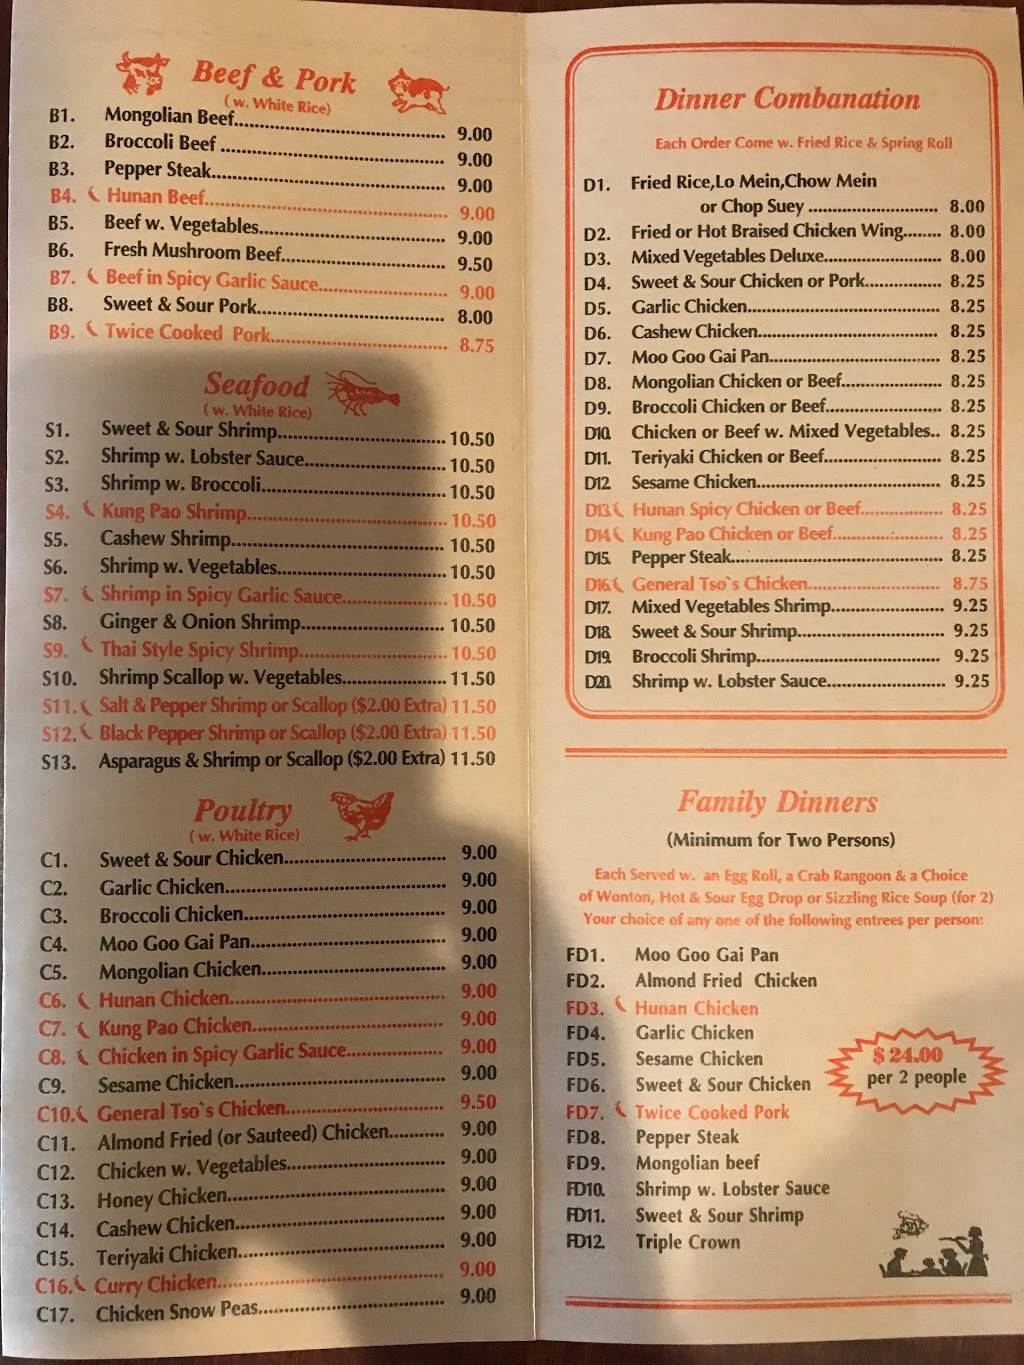 Beef & Pork
( w. White Rice)
B1. Mongolian Beef 9.00
B2. Broccoli Beef 9.00
B3. Pepper Steak 9.00
B4. Hunan Beef 9.00
B5. Beef w. Vegetables 9.00
B6. Fresh Mushroom Beef 9.50
B7. Beef in Spicy Garlic Sauce 9.00
B8. Sweet & Sour Pork 8.00
B9. Twice Cooked Pork 8.75
Seafood
( w. White Rice)
S1. Sweet & Sour Shrimp 10.50
S2. Shrimp w. Lobster Sauce 10.50
S3. Shrimp w. Broccoli 10.50
S4. Kung Pao Shrimp 10.50
S5. Cashew Shrimp 10.50
S6. Shrimp w. Vegetables 10.50
S7. Shrimp in Spicy Garlic Sauce 10.50
S8. Ginger & Onion Shrimp 10.50
S9. Thai Style Spicy Shrimp 10.50
S10. Shrimp Scallop w. Vegetables 11.50
S11. Salt & Pepper Shrimp or Scallop ($2.00 Extra) 11.50
S12. Black Pepper Shrimp or Scallop ($2.00 Extra) 11.50
S13. Asparagus & Shrimp or Scallop ($2.00 Extra) 11.50
Poultry
( w. White Rice)
C1. Sweet & Sour Chicken 9.00
C2. Garlic Chicken 9.00
C3. Broccoli Chicken 9.00
C4. Moo Goo Gai Pan 9.00
C5. Mongolian Chicken 9.00
C6. Hunan Chicken 9.00
C7. Kung Pao Chicken 9.00
C8. Chicken in Spicy Garlic Sauce 9.00
C9. Sesame Chicken 9.00
C10. General Tso`s Chicken 9.50
C11. Almond Fried (or Sauteed) Chicken 9.00
C12. Chicken w. Vegetables 9.00
C13. Honey Chicken 9.00
C14. Cashew Chicken 9.00
C15. Teriyaki Chicken 9.00
C16. Curry Chicken 9.00
C17. Chicken Snow Peas 9.00
Dinner Combanation
Each Order Come w. Fried Rice & Spring Roll
D1. Fried Rice,Lo Mein,Chow Mein
or Chop Suey 8.00
D2. Fried or Hot Braised Chicken Wing 8.00
D3. Mixed Vegetables Deluxe 8.00
D4. Sweet & Sour Chicken or Pork 8.25
D5. Garlic Chicken 8.25
D6. Cashew Chicken 8.25
D7. Moo Goo Gai Pan 8.25
D8. Mongolian Chicken or Beef 8.25
D9. Broccoli Chicken or Beef 8.25
D10. Chicken or Beef w. Mixed Vegetables 8.25
D11. Teriyaki Chicken or Beef 8.25
D12. Sesame Chicken 8.25
D13. Hunan Spicy Chicken or Beef 8.25
D14. Kung Pao Chicken or Beef 8.25
D15. Pepper Steak 8.25
D16. General Tso`s Chicken 8.75
D17. Mixed Vegetables Shrimp 9.25
D18. Sweet & Sour Shrimp 9.25
D19. Broccoli Shrimp 9.25
D20. Shrimp w. Lobster Sauce 9.25
Family Dinners
(Minimum for Two Persons)
Each Served w. an Egg Roll, a Crab Rangoon & a Choice
of Wonton, Hot & Sour Egg Drop or Sizzling Rice Soup (for 2)
Your choice of any one of the following entrees per person:
FD1. Moo Goo Gai Pan
FD2. Almond Fried Chicken
FD3. Hunan Chicken
FD4. Garlic Chicken
FD5. Sesame Chicken
FD6. Sweet & Sour Chicken
FD7. Twice Cooked Pork
FD8. Pepper Steak
FD9. Mongolian beef
FD10. Shrimp w. Lobster Sauce
FD11. Sweet & Sour Shrimp
FD12. Triple Crown
$24.00
per 2 people